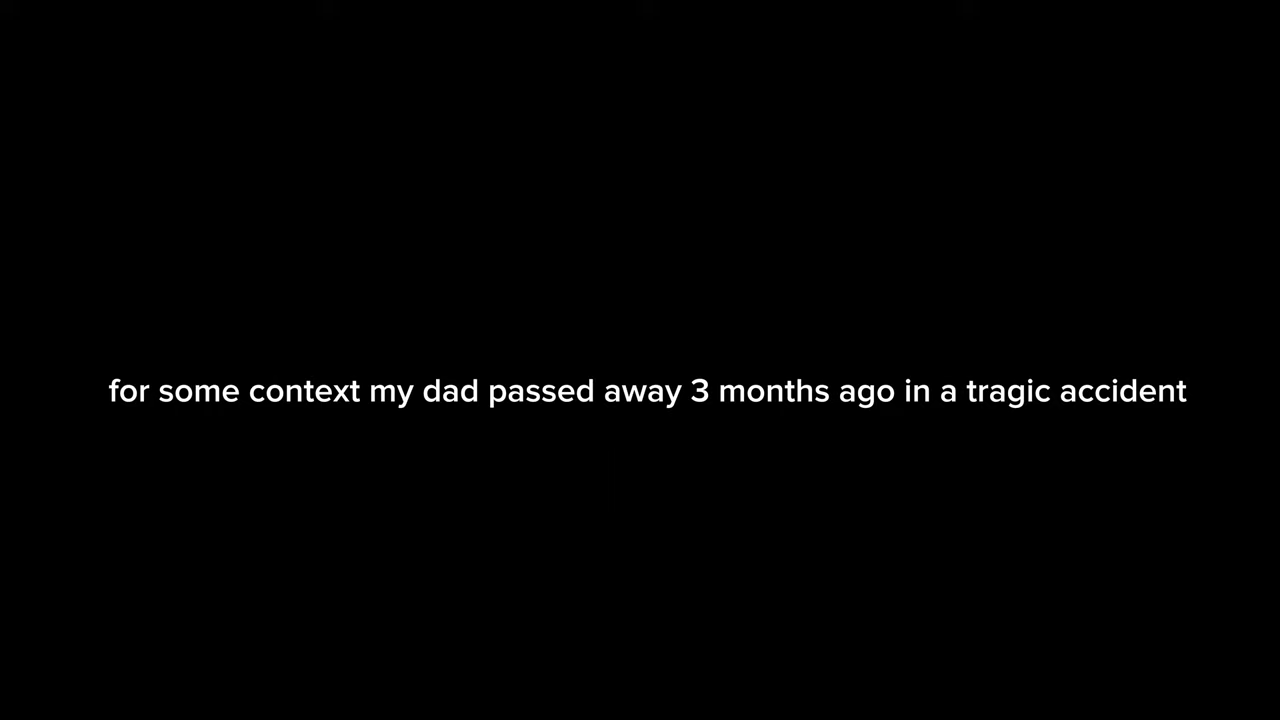 for some context my dad passed away 3 months ago in a tragic accident